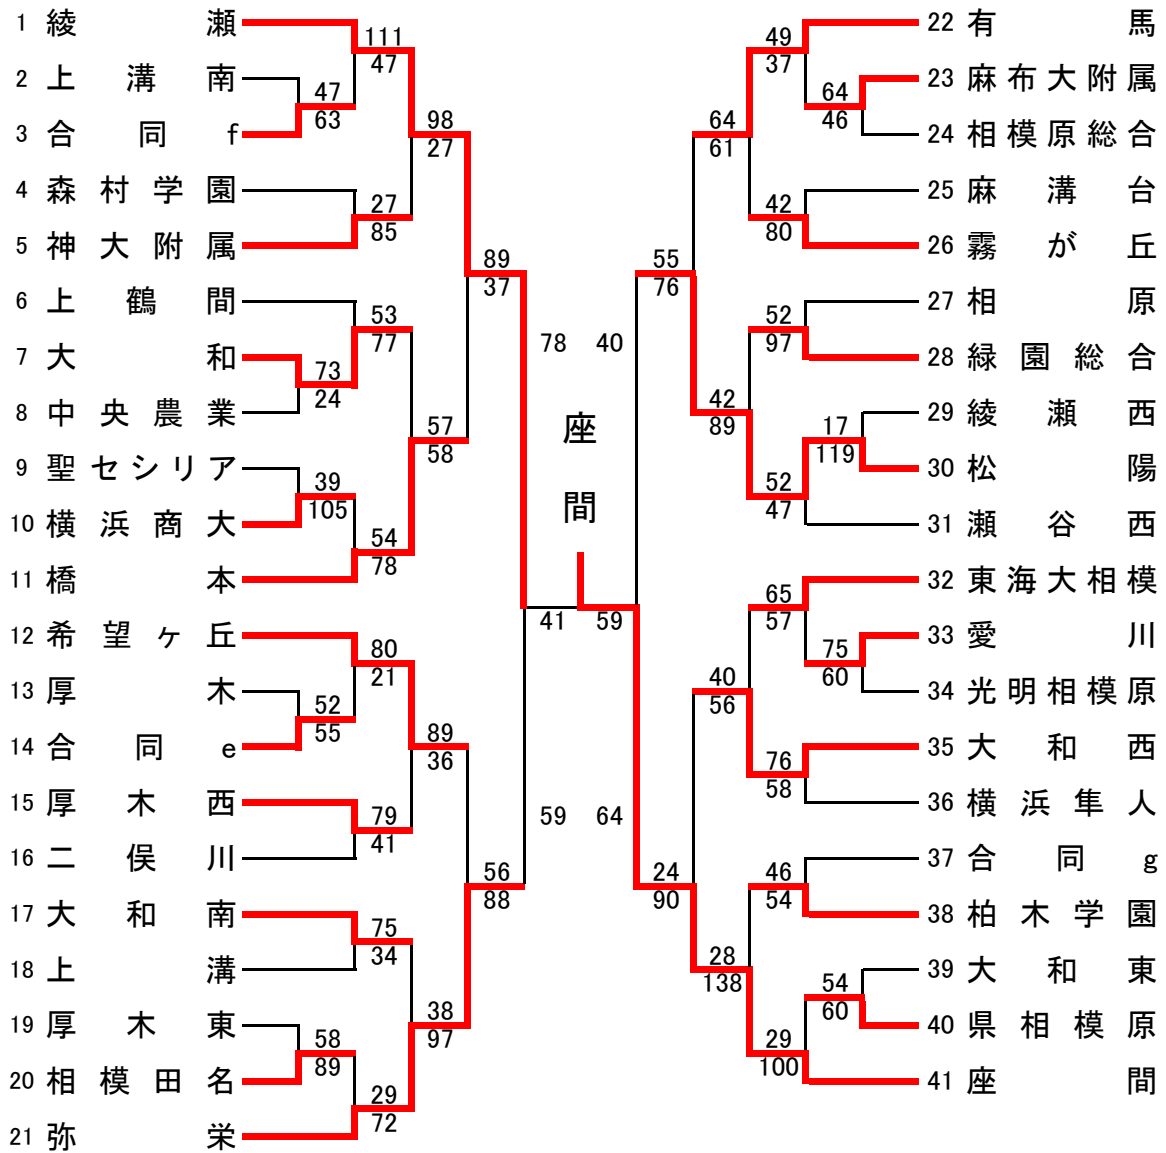 1 綾瀬
2 上溝南
3 合同f
4 森村学園
5 神大附属
6 上鶴間
7 大和
8 中央農業
9 聖セシリア
10 横浜商大
11 橋本
12 希望ヶ丘
13 厚木
14 合同e
15 厚木西
16 二俣川
17 大和南
18 上溝
19 厚木東
20 相模田名
21 弥栄
47
63
73
24
39
105
52
55
58
89
111
47
27
85
53
77
54
78
80
21
79
41
75
34
29
72
98
27
57
58
89
36
38
97
89
37
56
88
78 40
座
間
41 59
59 64
55
76
24
90
64
61
42
89
40
56
28
138
49
37
42
80
52
97
52
47
65
57
76
58
46
54
29
100
64
46
17
119
75
60
54
60
22 有馬
23 麻布大附属
24 相模原総合
25 麻溝台
26 霧が丘
27 相原
28 緑園総合
29 綾瀬西
30 松陽
31 瀬谷西
32 東海大相模
33 愛川
34 光明相模原
35 大和西
36 横浜隼人
37 合同g
38 柏木学園
39 大和東
40 県相模原
41 座間